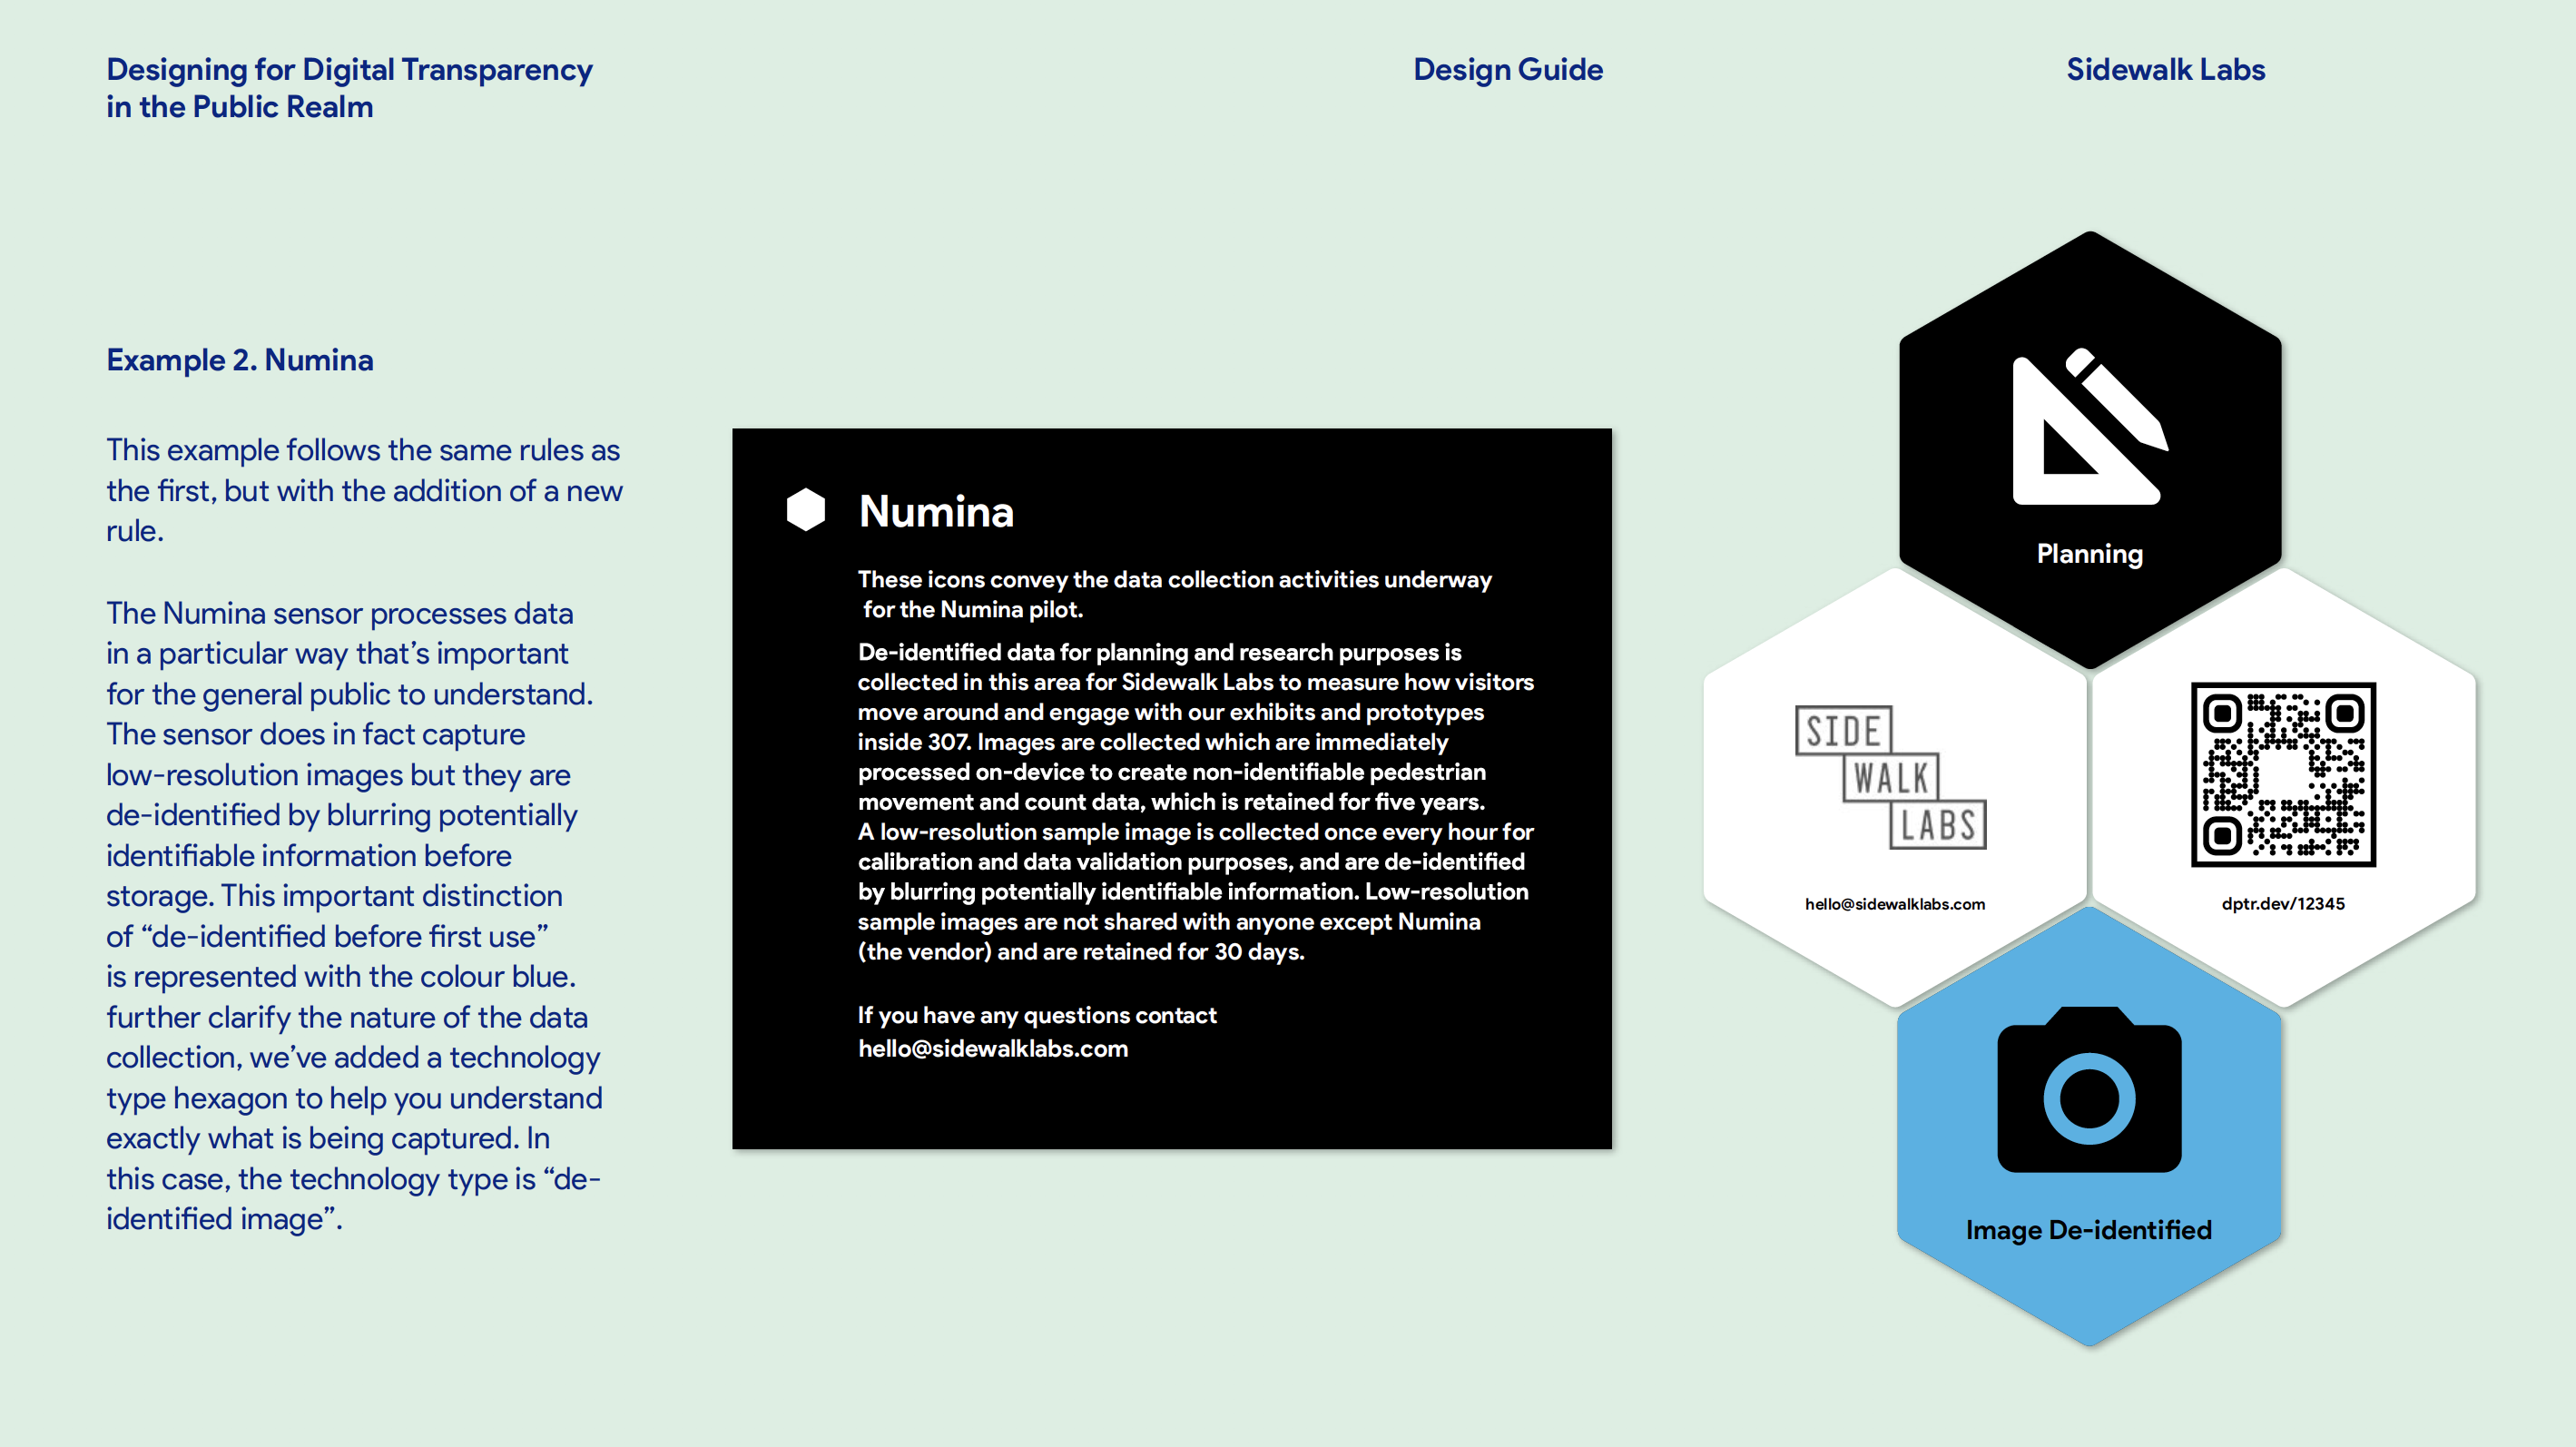 Designing for Digital Transparency
in the Public Realm
Design Guide
Sidewalk Labs
Example 2. Numina
This example follows the same rules as
the first, but with the addition of a new
rule.
The Numina sensor processes data
in a particular way that’s important
for the general public to understand.
The sensor does in fact capture
low-resolution images but they are
de-identified by blurring potentially
identifiable information before
storage. This important distinction
of “de-identified before first use”
is represented with the colour blue.
further clarify the nature of the data
collection, we’ve added a technology
type hexagon to help you understand
exactly what is being captured. In
this case, the technology type is “de-
identified image”.
Numina
These icons convey the data collection activities underway
for the Numina pilot.
De-identified data for planning and research purposes is
collected in this area for Sidewalk Labs to measure how visitors
move around and engage with our exhibits and prototypes
inside 307. Images are collected which are immediately
processed on-device to create non-identifiable pedestrian
movement and count data, which is retained for five years.
A low-resolution sample image is collected once every hour for
calibration and data validation purposes, and are de-identified
by blurring potentially identifiable information. Low-resolution
sample images are not shared with anyone except Numina
(the vendor) and are retained for 30 days.
If you have any questions contact
hello@sidewalklabs.com
Planning
SIDE
WALK
LABS
hello@sidewalklabs.com
dptr.dev/12345
Image De-identified